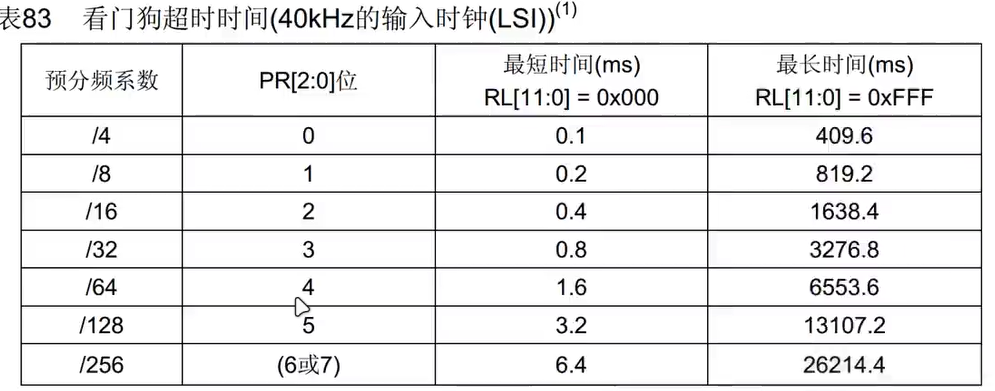 表83 看门狗超时时间(40kHz的输入时钟(LSI))(1)
预分频系数 PR[2:0]位 最短时间(ms) RL[11:0] = 0x000 最长时间(ms) RL[11:0] = 0xFFF
/4 0 0.1 409.6
/8 1 0.2 819.2
/16 2 0.4 1638.4
/32 3 0.8 3276.8
/64 4 1.6 6553.6
/128 5 3.2 13107.2
/256 (6或7) 6.4 26214.4